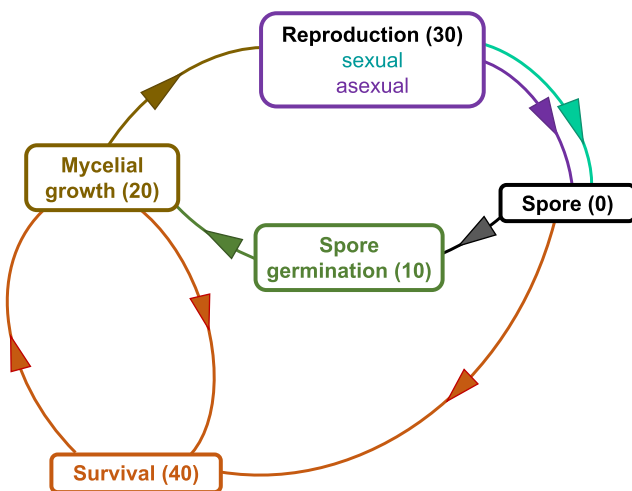 Reproduction (30)
sexual
asexual
Mycelial
growth (20)
Spore (0)
Spore
germination (10)
Survival (40)